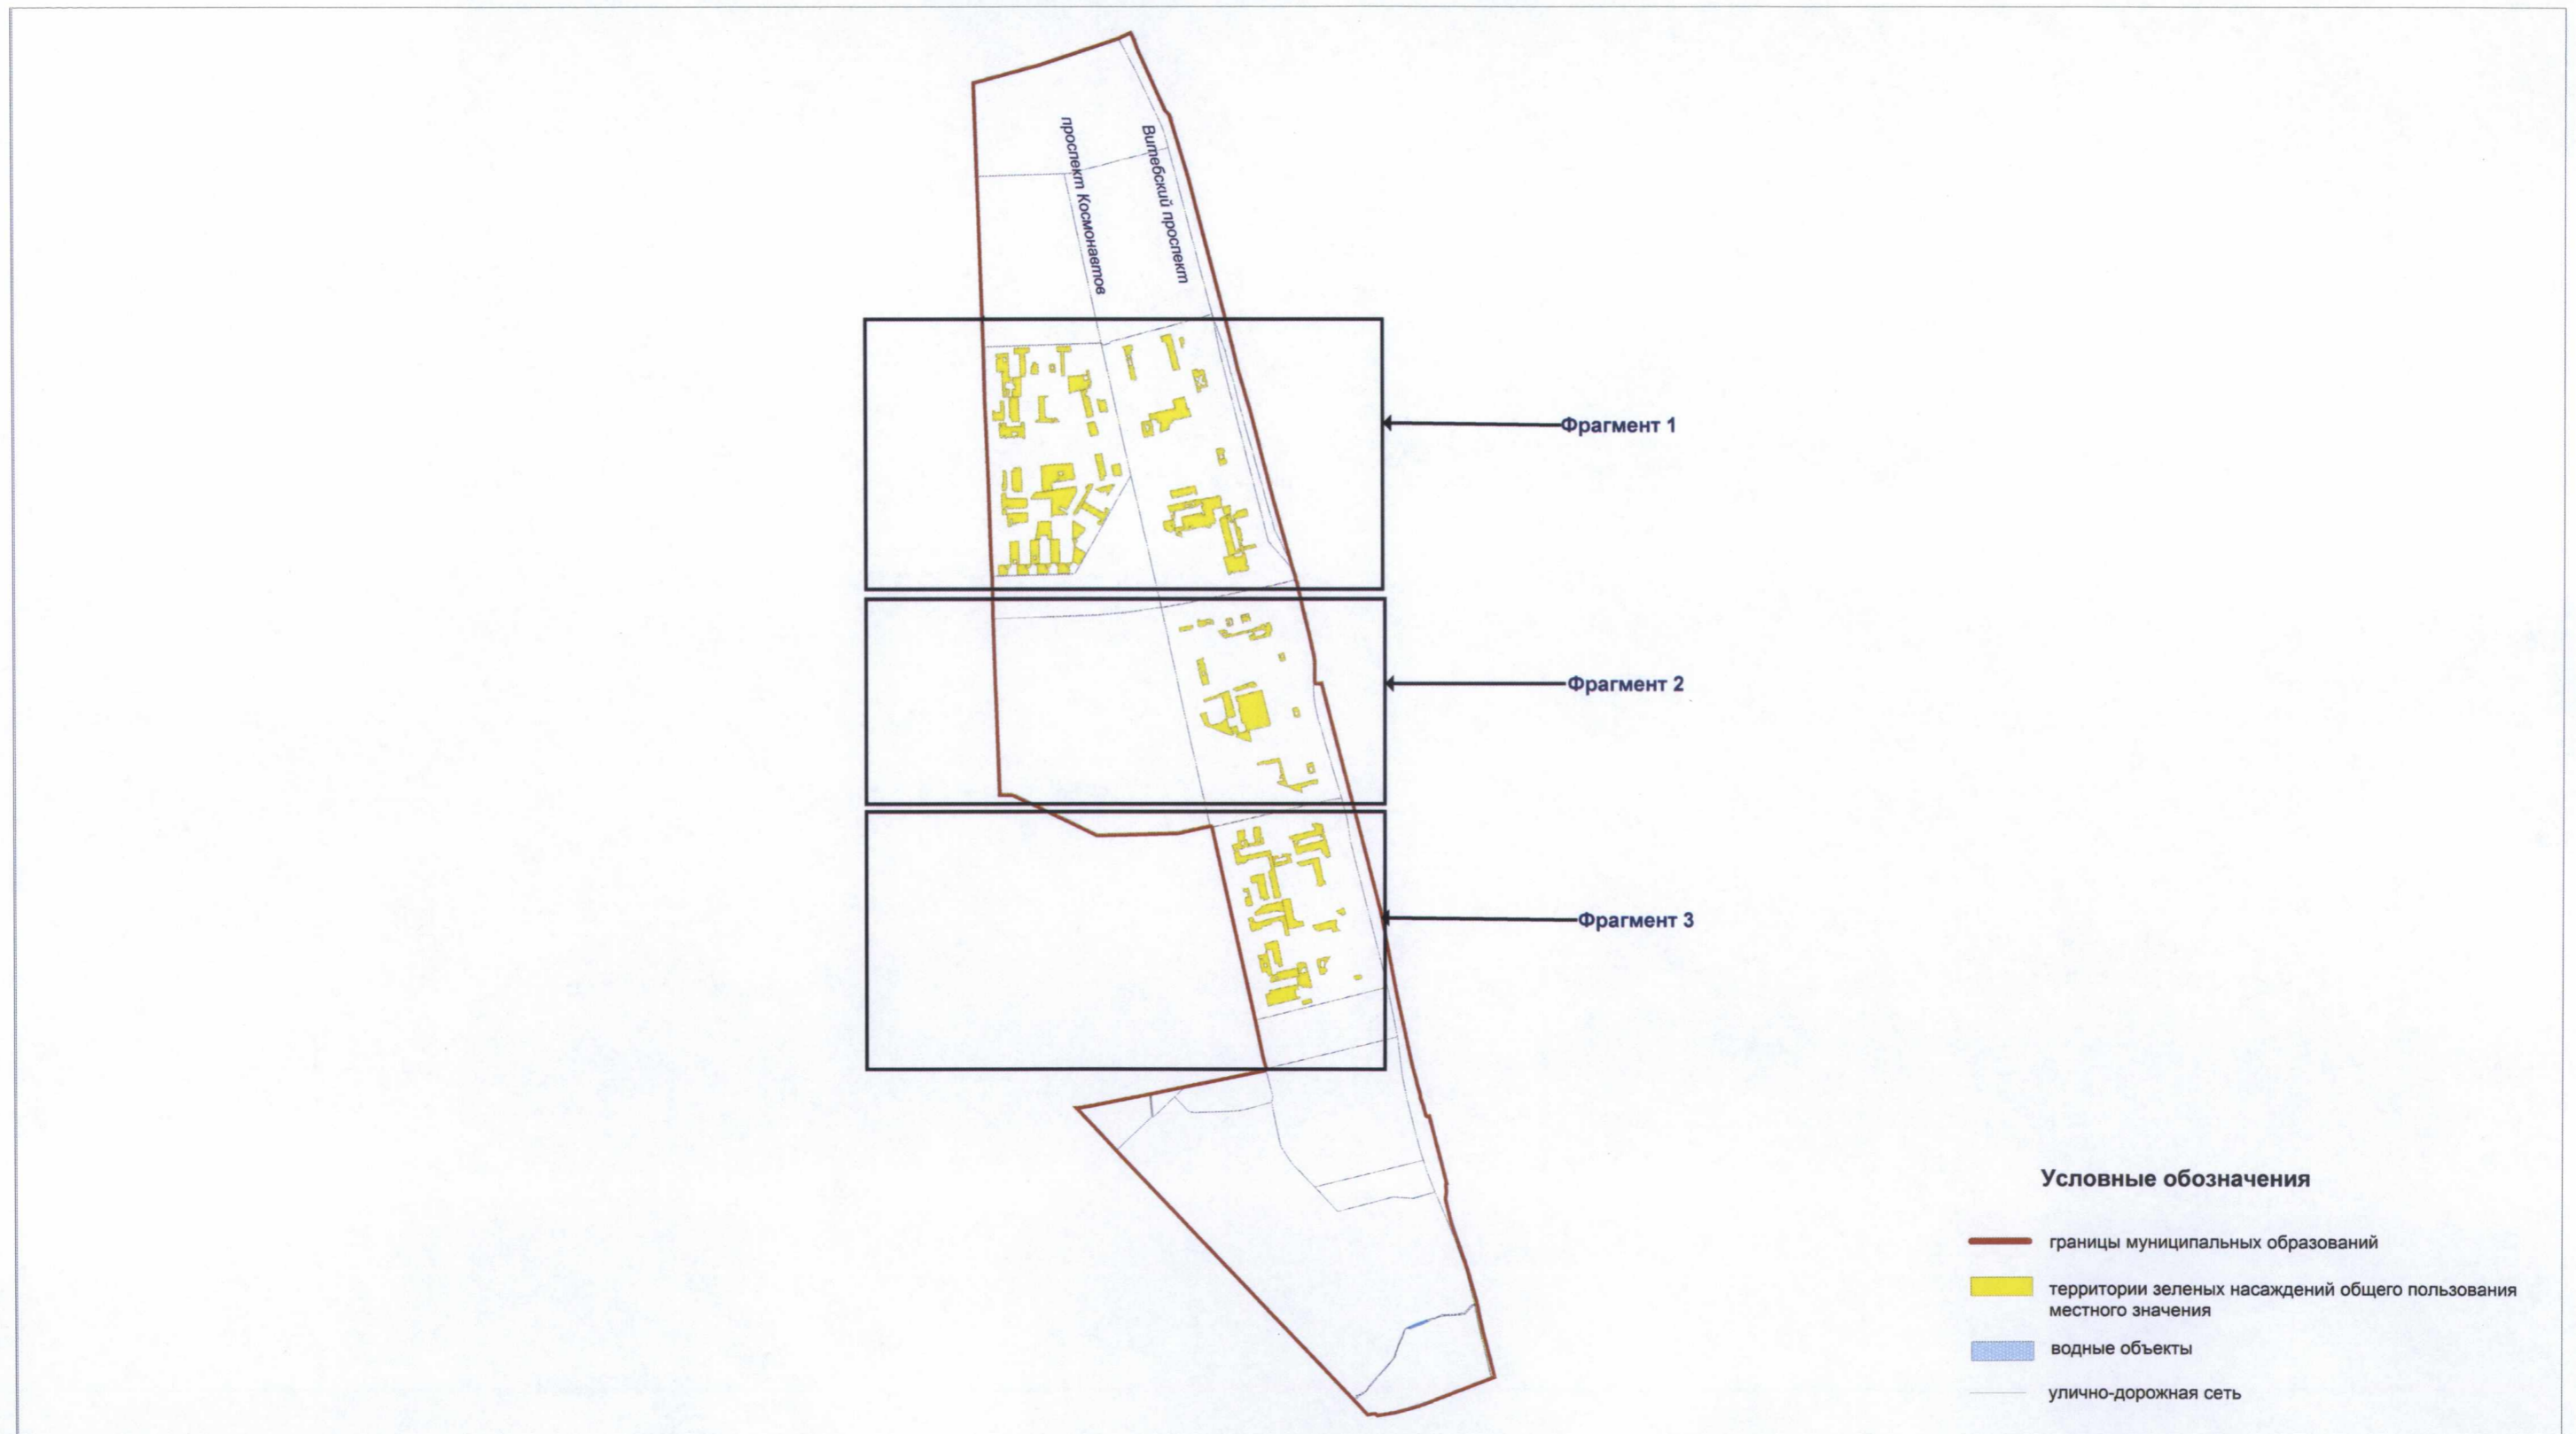 проспект Космонавтов
Витебский проспект
Фрагмент 1
Фрагмент 2
Фрагмент 3
Условные обозначения
границы муниципальных образований
территории зеленых насаждений общего пользования
местного значения
водные объекты
улично-дорожная сеть